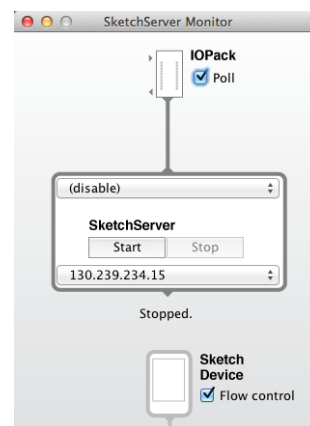 SketchServer Monitor
IOPack
Poll
(disable)
SketchServer
Start Stop
130.239.234.15
Stopped.
Sketch
Device
Flow control